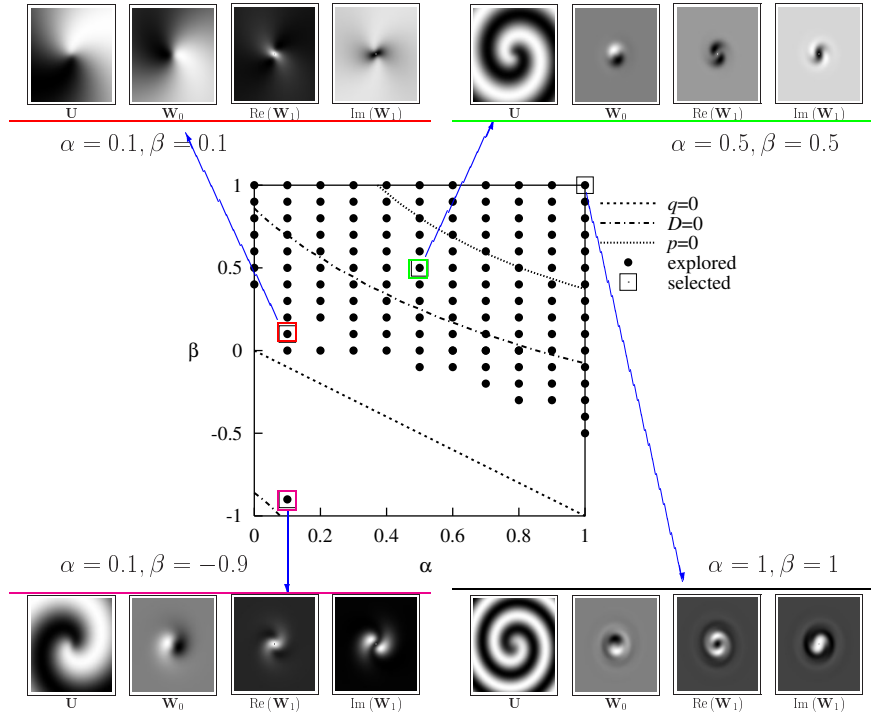 U W₀ Re (W₁) Im (W₁)
U W₀ Re (W₁) Im (W₁)
α = 0.1, β = 0.1
α = 0.5, β = 0.5
1
0.5
0
-0.5
-1
β
0 0.2 0.4 0.6 0.8 1
α
q=0
D=0
p=0
explored
selected
α = 0.1, β = −0.9
α = 1, β = 1
U W₀ Re (W₁) Im (W₁)
U W₀ Re (W₁) Im (W₁)